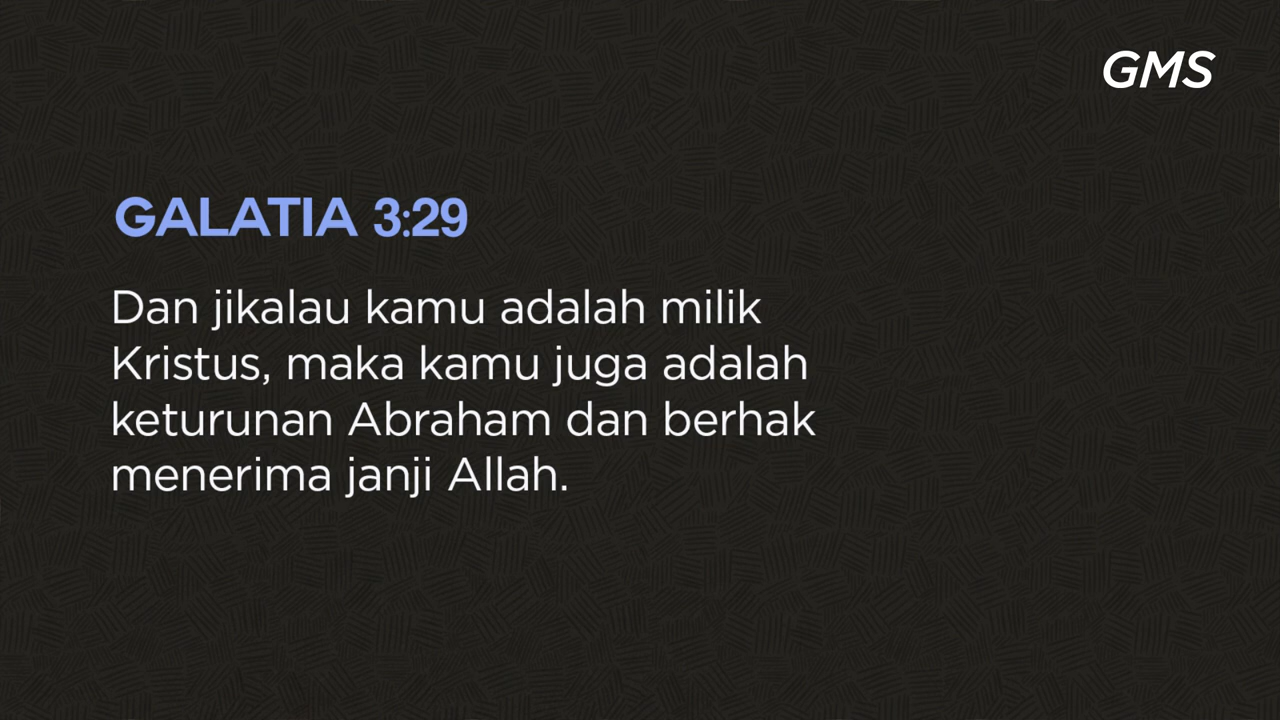 GMS
GALATIA 3:29
Dan jikalau kamu adalah milik
Kristus, maka kamu juga adalah
keturunan Abraham dan berhak
menerima janji Allah.